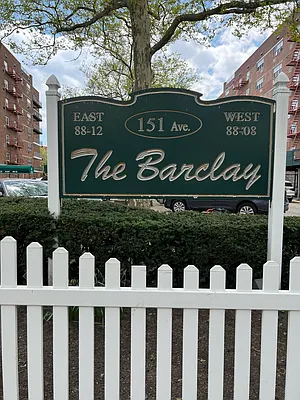 EAST 151 Ave. WEST
88-12 88-08
The Barclay